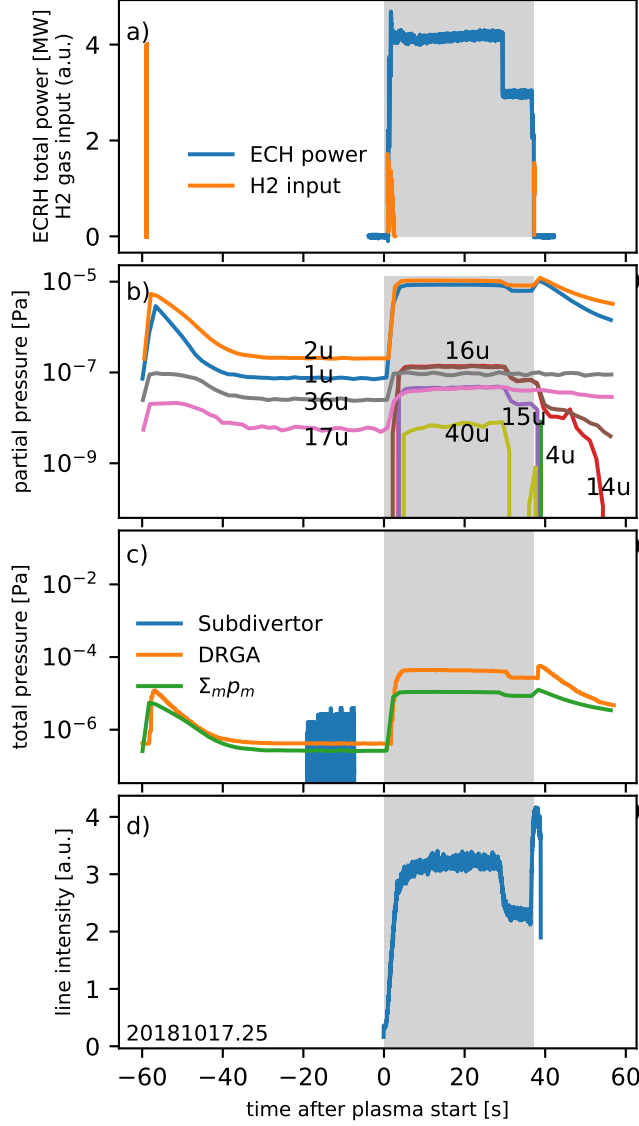 a)
ECRH total power [MW]
H2 gas input (a.u.)
4
2
0
ECH power
H2 input
b)
partial pressure [Pa]
10⁻⁵
10⁻⁷
10⁻⁹
2u
1u
36u
17u
16u
15u
40u
4u
14u
c)
total pressure [Pa]
10⁻²
10⁻⁴
10⁻⁶
Subdivertor
DRGA
Σₘpₘ
d)
line intensity [a.u.]
4
3
2
1
0
20181017.25
−60 −40 −20 0 20 40 60
time after plasma start [s]